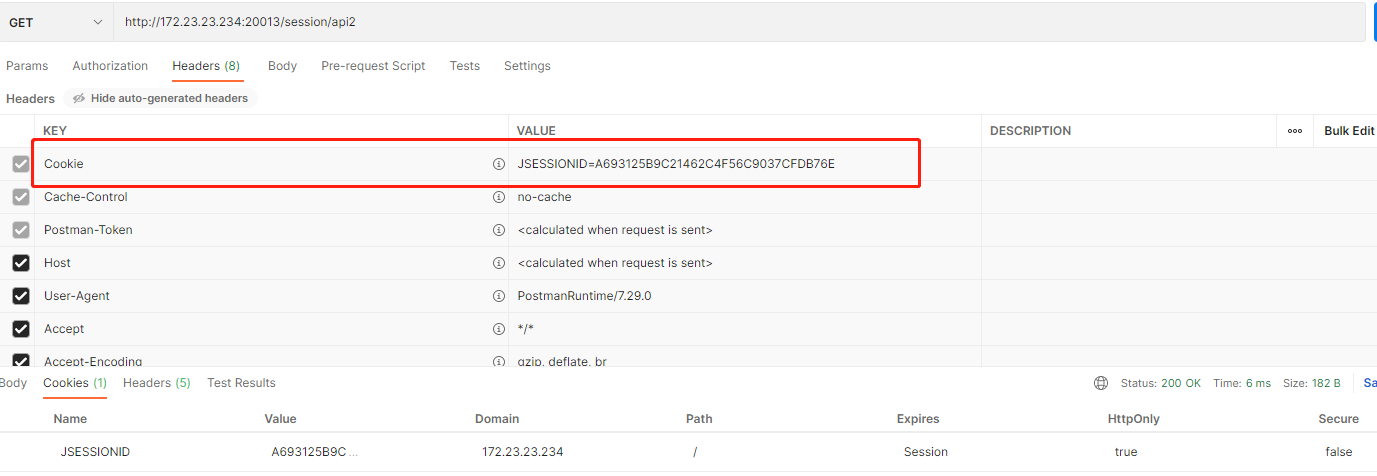 GET http://172.23.23.234:20013/session/api2
Params Authorization Headers (8) Body Pre-request Script Tests Settings
Headers Hide auto-generated headers
KEY VALUE DESCRIPTION ooo Bulk Edit
Cookie JSESSIONID=A693125B9C21462C4F56C9037CFDB76E
Cache-Control no-cache
Postman-Token <calculated when request is sent>
Host <calculated when request is sent>
User-Agent PostmanRuntime/7.29.0
Accept */*
Accept-Encoding gzip, deflate, br
Body Cookies (1) Headers (5) Test Results Status: 200 OK Time: 6 ms Size: 182 B Sa
Name Value Domain Path Expires HttpOnly Secure
JSESSIONID A693125B9C... 172.23.23.234 / Session true false